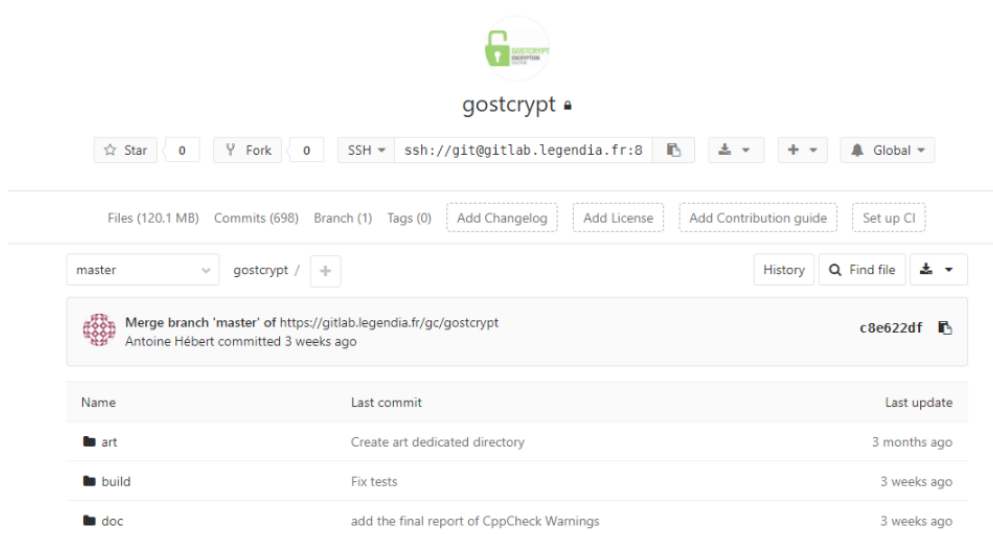 GOSTCRYPT
ENCRYPTION
gostcrypt
Star 0 Fork 0 SSH ssh://git@gitlab.legendia.fr:8 Global
Files (120.1 MB) Commits (698) Branch (1) Tags (0) Add Changelog Add License Add Contribution guide Set up CI
master gostcrypt / History Find file
Merge branch 'master' of https://gitlab.legendia.fr/gc/gostcrypt
Antoine Hébert committed 3 weeks ago c8e622df
Name Last commit Last update
art Create art dedicated directory 3 months ago
build Fix tests 3 weeks ago
doc add the final report of CppCheck Warnings 3 weeks ago